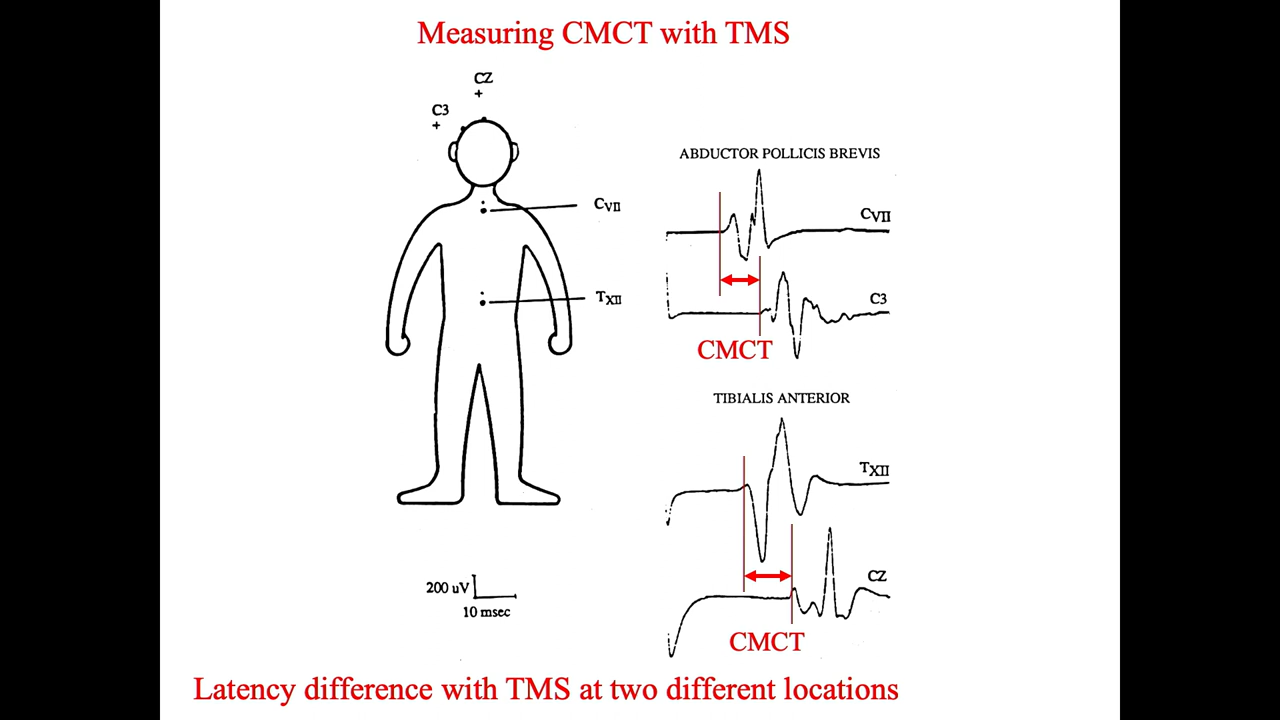 Measuring CMCT with TMS
CZ
+
C3
+
CVII
TXII
200 uV
10 msec
ABDUCTOR POLLICIS BREVIS
CVII
C3
CMCT
TIBIALIS ANTERIOR
TXII
CZ
CMCT
Latency difference with TMS at two different locations